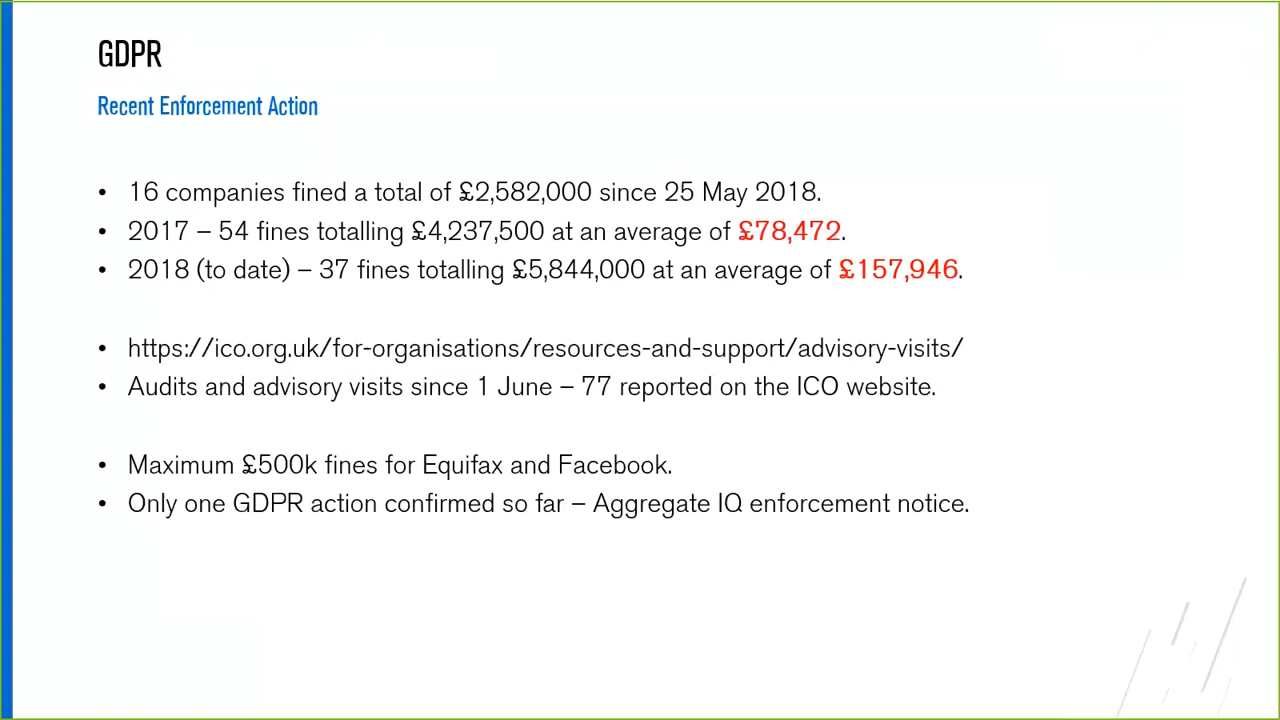 GDPR
Recent Enforcement Action
• 16 companies fined a total of £2,582,000 since 25 May 2018.
• 2017 – 54 fines totalling £4,237,500 at an average of £78,472.
• 2018 (to date) – 37 fines totalling £5,844,000 at an average of £157,946.
• https://ico.org.uk/for-organisations/resources-and-support/advisory-visits/
• Audits and advisory visits since 1 June – 77 reported on the ICO website.
• Maximum £500k fines for Equifax and Facebook.
• Only one GDPR action confirmed so far – Aggregate IQ enforcement notice.